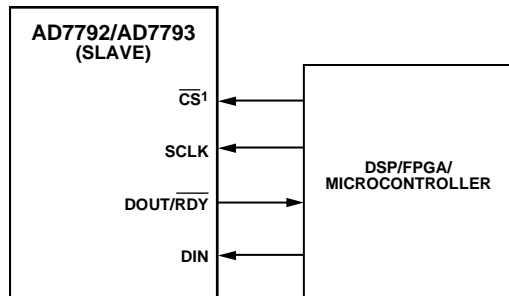 AD7792/AD7793
(SLAVE)
CS¹
SCLK
DOUT/RDY
DIN
DSP/FPGA/
MICROCONTROLLER